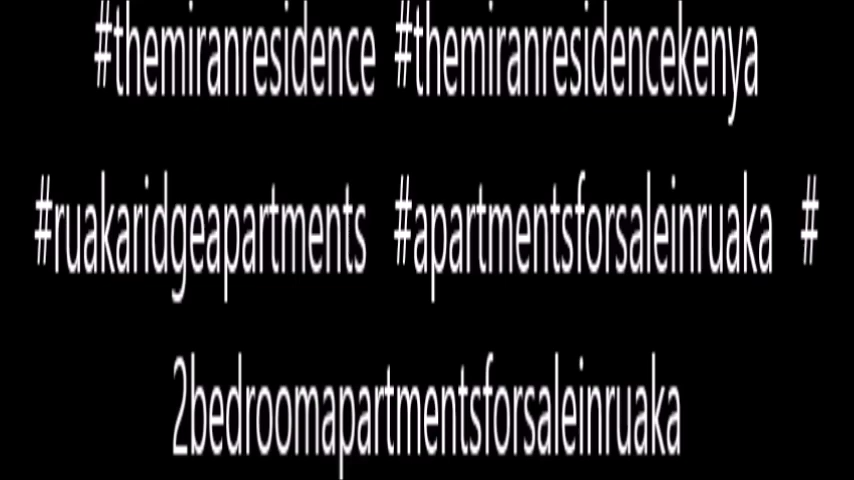 #themiranresidence #themiranresidencekenya
#ruakaridgeapartments #apartmentsforsaleinruaka #
2bedroomapartmentsforsaleinruaka